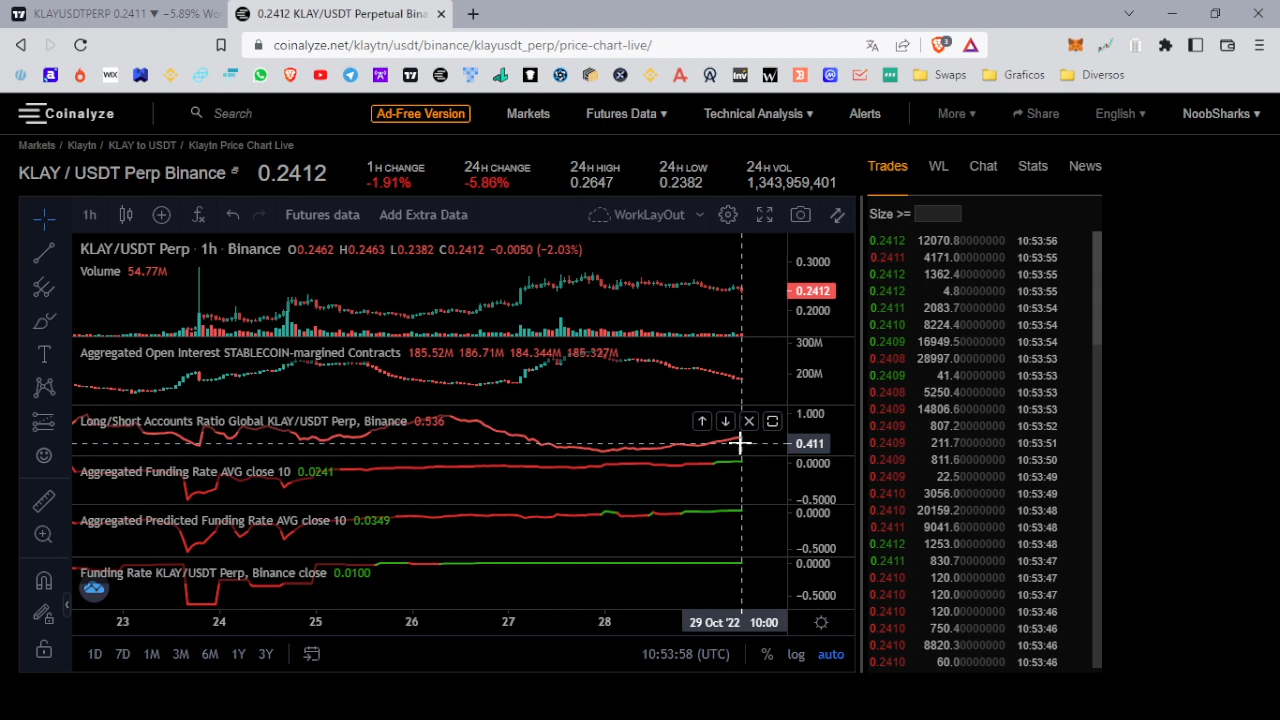 KLAYUSDTPERP 0.2411 ▼ −5.89% Wo
0.2412 KLAY/USDT Perpetual Bina
coinalyze.net/klaytn/usdt/binance/klayusdt_perp/price-chart-live/
3
WIX
Inv
W
Swaps
Graficos
Diversos
Coinalyze
Search
Ad-Free Version
Markets
Futures Data ▾
Technical Analysis ▾
Alerts
More ▾
Share
English ▾
NoobSharks ▾
Markets / Klaytn / KLAY to USDT / Klaytn Price Chart Live
KLAY / USDT Perp Binance
0.2412
1H CHANGE
-1.91%
24H CHANGE
-5.86%
24H HIGH
0.2647
24H LOW
0.2382
24H VOL
1,343,959,401
Trades
WL
Chat
Stats
News
1h
Futures data
Add Extra Data
WorkLayOut
Size >=
KLAY/USDT Perp · 1h · Binance O0.2462 H0.2463 L0.2382 C0.2412 −0.0050 (−2.03%)
Volume 54.77M
0.3000
0.2412
0.2000
Aggregated Open Interest STABLECOIN-margined Contracts 185.52M 186.71M 184.344M 185.327M
300M
200M
Long/Short Accounts Ratio Global KLAY/USDT Perp, Binance 0.536
1.000
0.411
Aggregated Funding Rate AVG close 10 0.0241
0.0000
−0.5000
Aggregated Predicted Funding Rate AVG close 10 0.0349
0.0000
−0.5000
Funding Rate KLAY/USDT Perp, Binance close 0.0100
0.0000
−0.5000
23 24 25 26 27 28 29 Oct '22 10:00
1D 7D 1M 3M 6M 1Y 3Y
10:53:58 (UTC)
% log auto
0.2412 12070.80000000 10:53:56
0.2411 4171.00000000 10:53:55
0.2412 1362.40000000 10:53:55
0.2412 4.80000000 10:53:55
0.2411 2083.70000000 10:53:54
0.2410 8224.40000000 10:53:54
0.2409 16949.50000000 10:53:54
0.2408 28997.00000000 10:53:53
0.2409 41.40000000 10:53:53
0.2408 5250.40000000 10:53:53
0.2409 14806.60000000 10:53:53
0.2409 807.20000000 10:53:52
0.2409 211.70000000 10:53:51
0.2409 811.60000000 10:53:50
0.2409 22.50000000 10:53:49
0.2410 3056.00000000 10:53:49
0.2410 20159.20000000 10:53:48
0.2411 9041.60000000 10:53:48
0.2412 1253.00000000 10:53:48
0.2411 830.70000000 10:53:47
0.2410 120.00000000 10:53:47
0.2410 120.00000000 10:53:47
0.2410 120.00000000 10:53:46
0.2410 750.40000000 10:53:46
0.2410 8820.30000000 10:53:46
0.2410 60.00000000 10:53:46